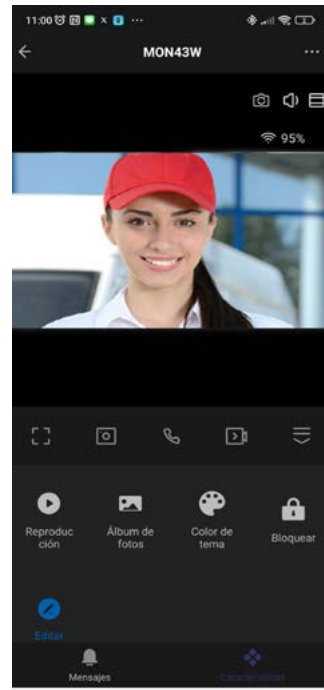 11:00
MON43W
95%
Reproduc
ción
Álbum de
fotos
Color de
tema
Bloquear
Editar
Mensajes
Características